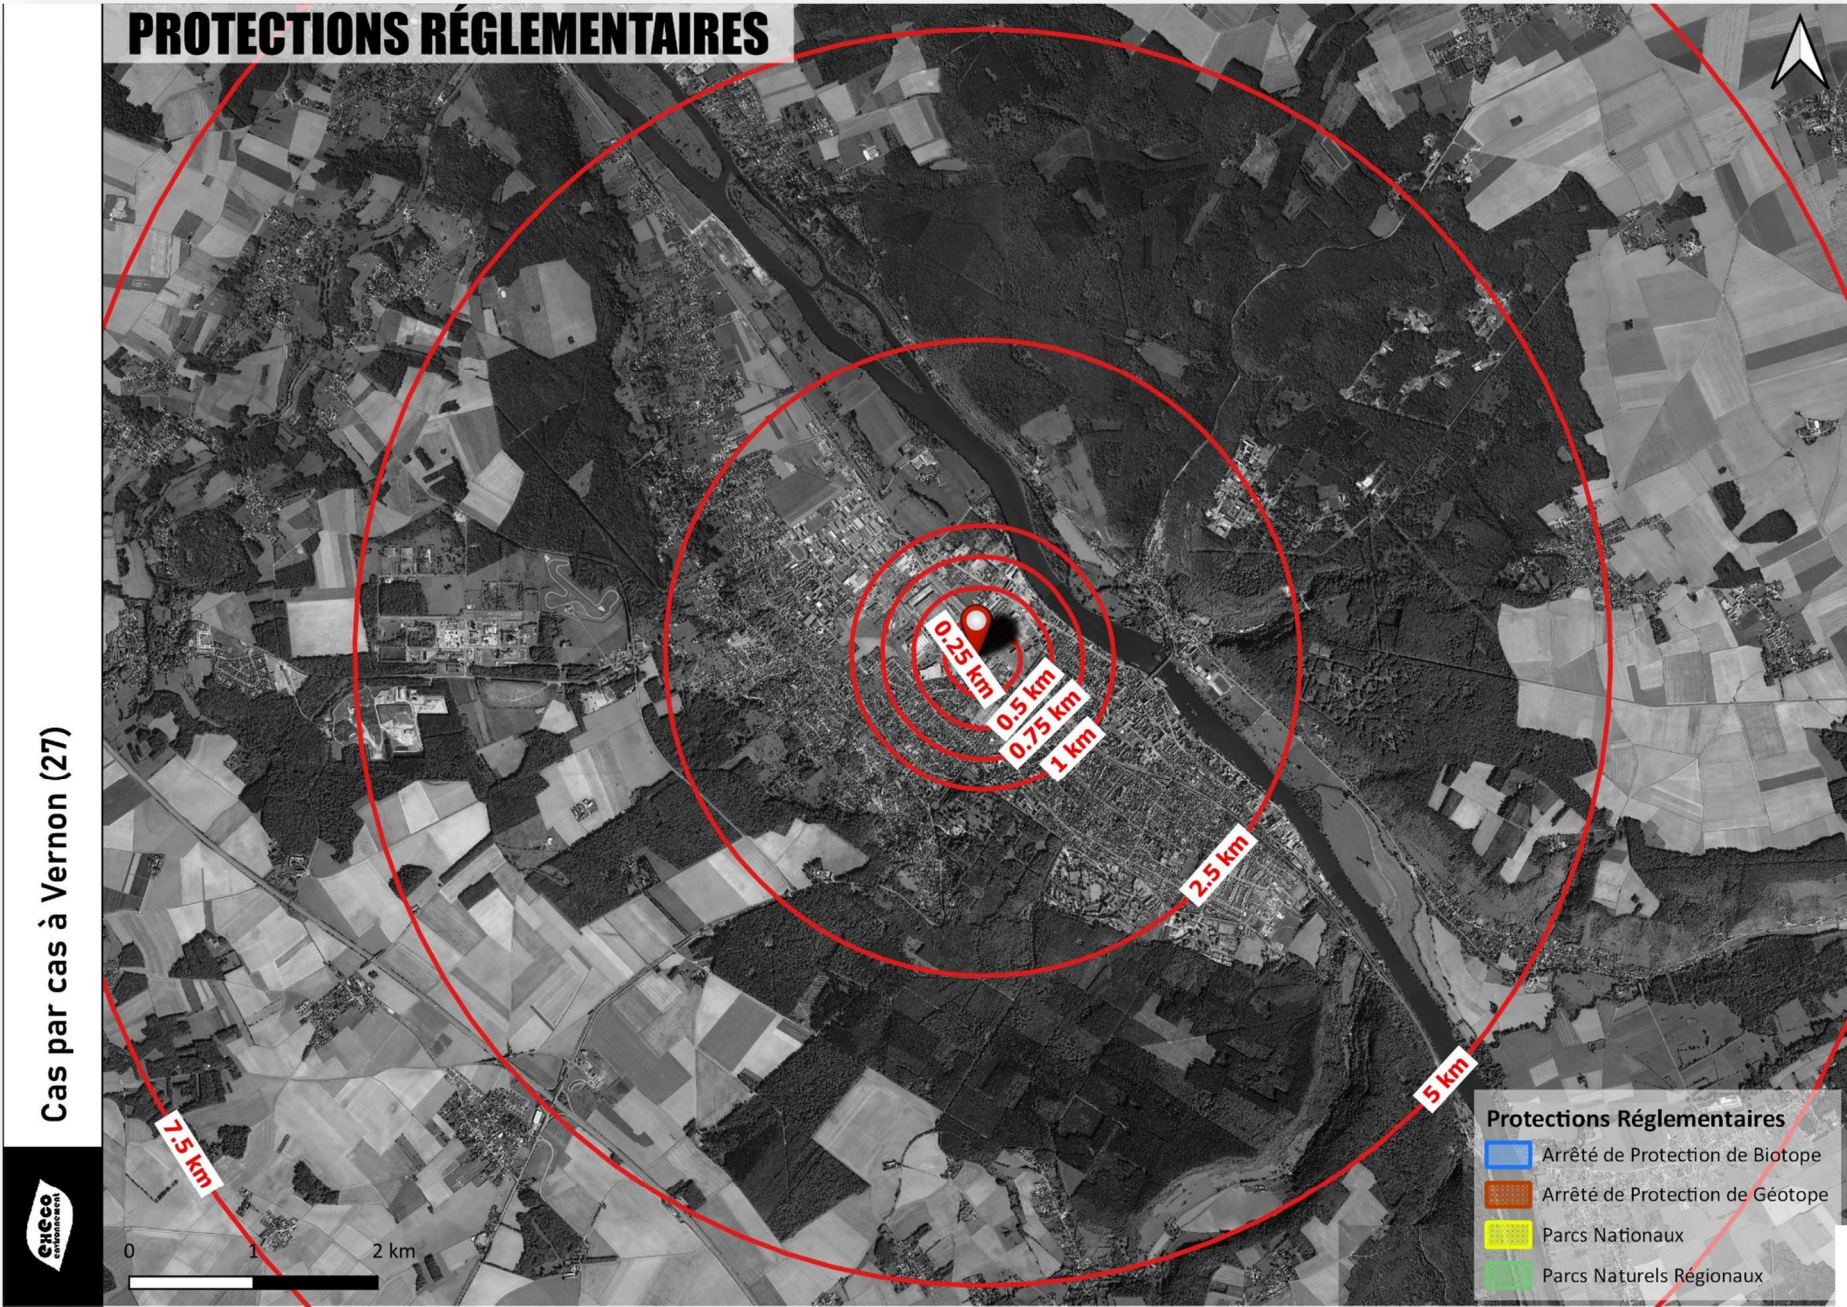 PROTECTIONS RÉGLEMENTAIRES
Cas par cas à Vernon (27)
0.25 km
0.5 km
0.75 km
1 km
2.5 km
5 km
7.5 km
Protections Réglementaires
Arrêté de Protection de Biotope
Arrêté de Protection de Géotope
Parcs Nationaux
Parcs Naturels Régionaux
0 1 2 km
execo
environnement